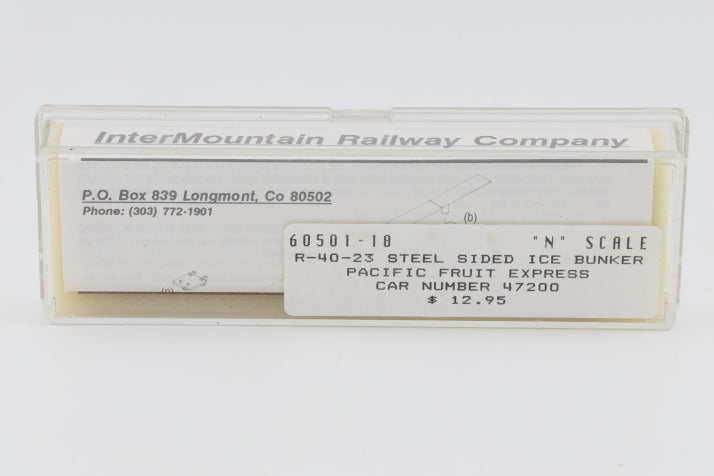 InterMountain Railway Company
P.O. Box 839 Longmont, Co 80502
Phone: (303) 772-1901
(b)
60501-18 "N" SCALE
R-40-23 STEEL SIDED ICE BUNKER
PACIFIC FRUIT EXPRESS
CAR NUMBER 47200
$ 12.95